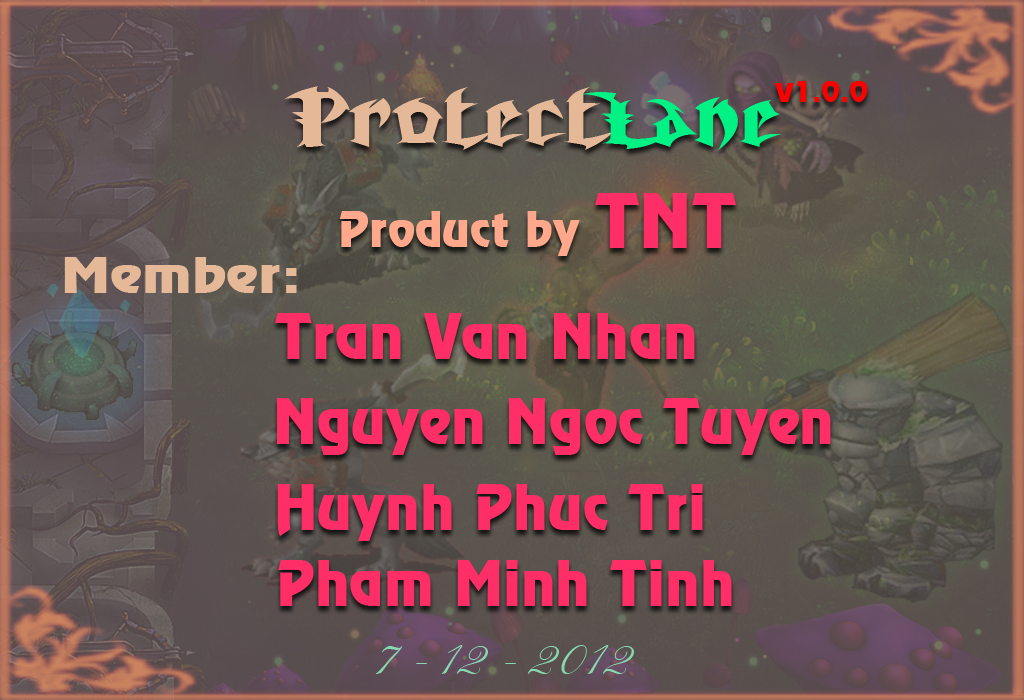 ProtectLane v1.0.0
Product by TNT
Member:
Tran Van Nhan
Nguyen Ngoc Tuyen
Huynh Phuc Tri
Pham Minh Tinh
7 - 12 - 2012